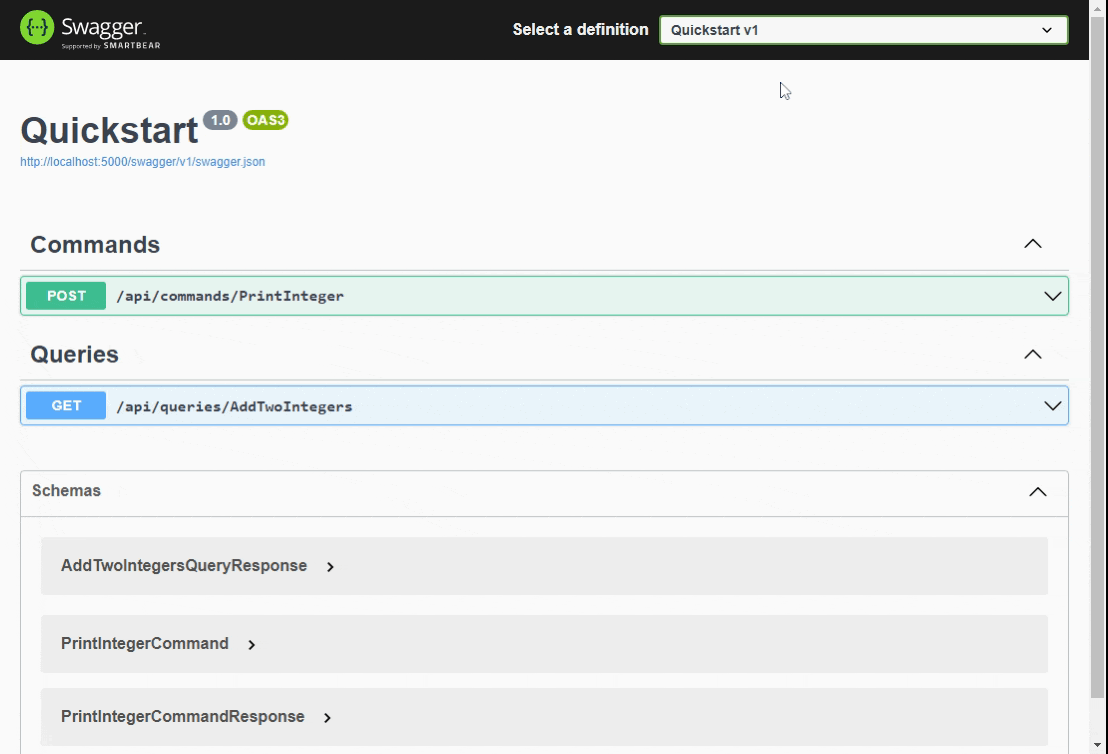 Swagger.
Supported by SMARTBEAR
Select a definition
Quickstart v1
Quickstart 1.0 OAS3
http://localhost:5000/swagger/v1/swagger.json
Commands
POST /api/commands/PrintInteger
Queries
GET /api/queries/AddTwoIntegers
Schemas
AddTwoIntegersQueryResponse
PrintIntegerCommand
PrintIntegerCommandResponse